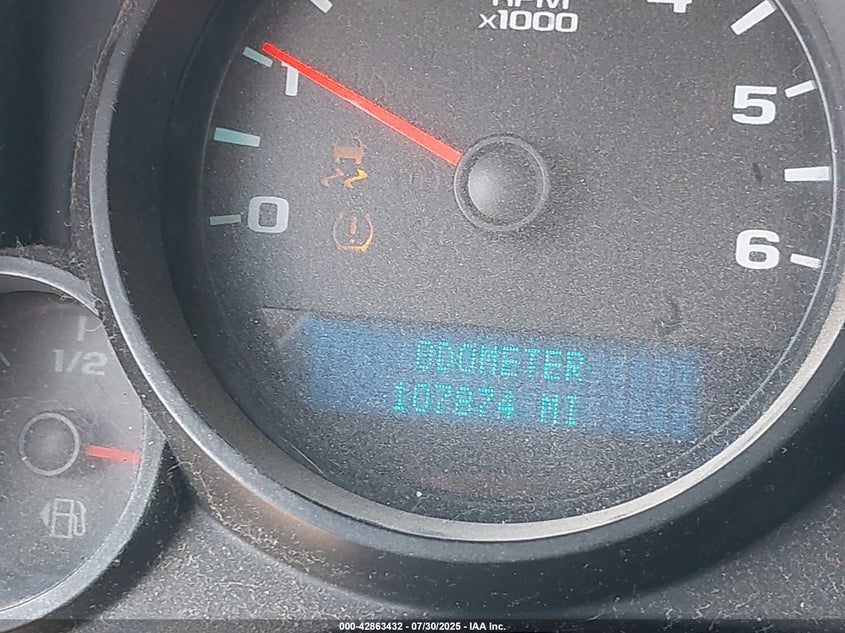 RPM
x1000
4
1
5
0
6
1/2
ODOMETER
107874 MI
000-42863432 - 07/30/2025 - IAA Inc.